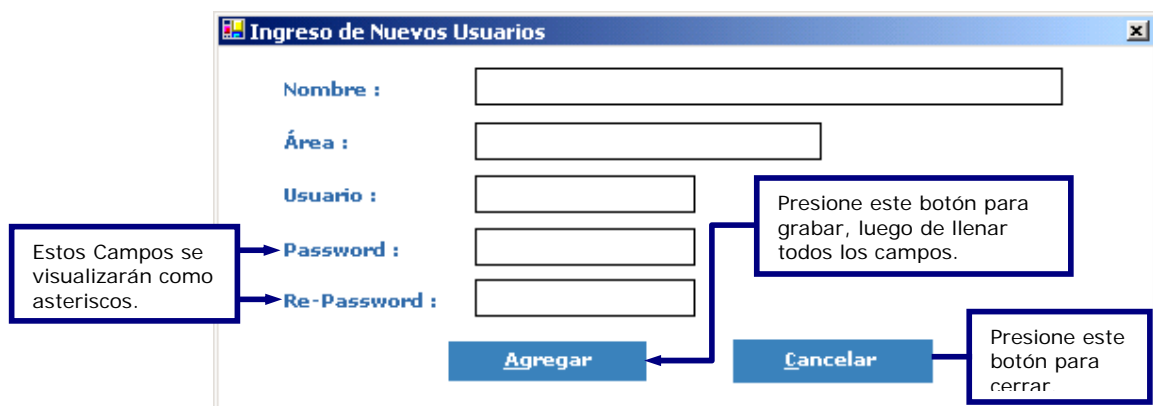 Ingreso de Nuevos Usuarios
Nombre :
Área :
Usuario :
Presione este botón para
grabar, luego de llenar
todos los campos.
Estos Campos se
visualizarán como
asteriscos.
Password :
Re-Password :
Agregar
Cancelar
Presione este
botón para
cerrar